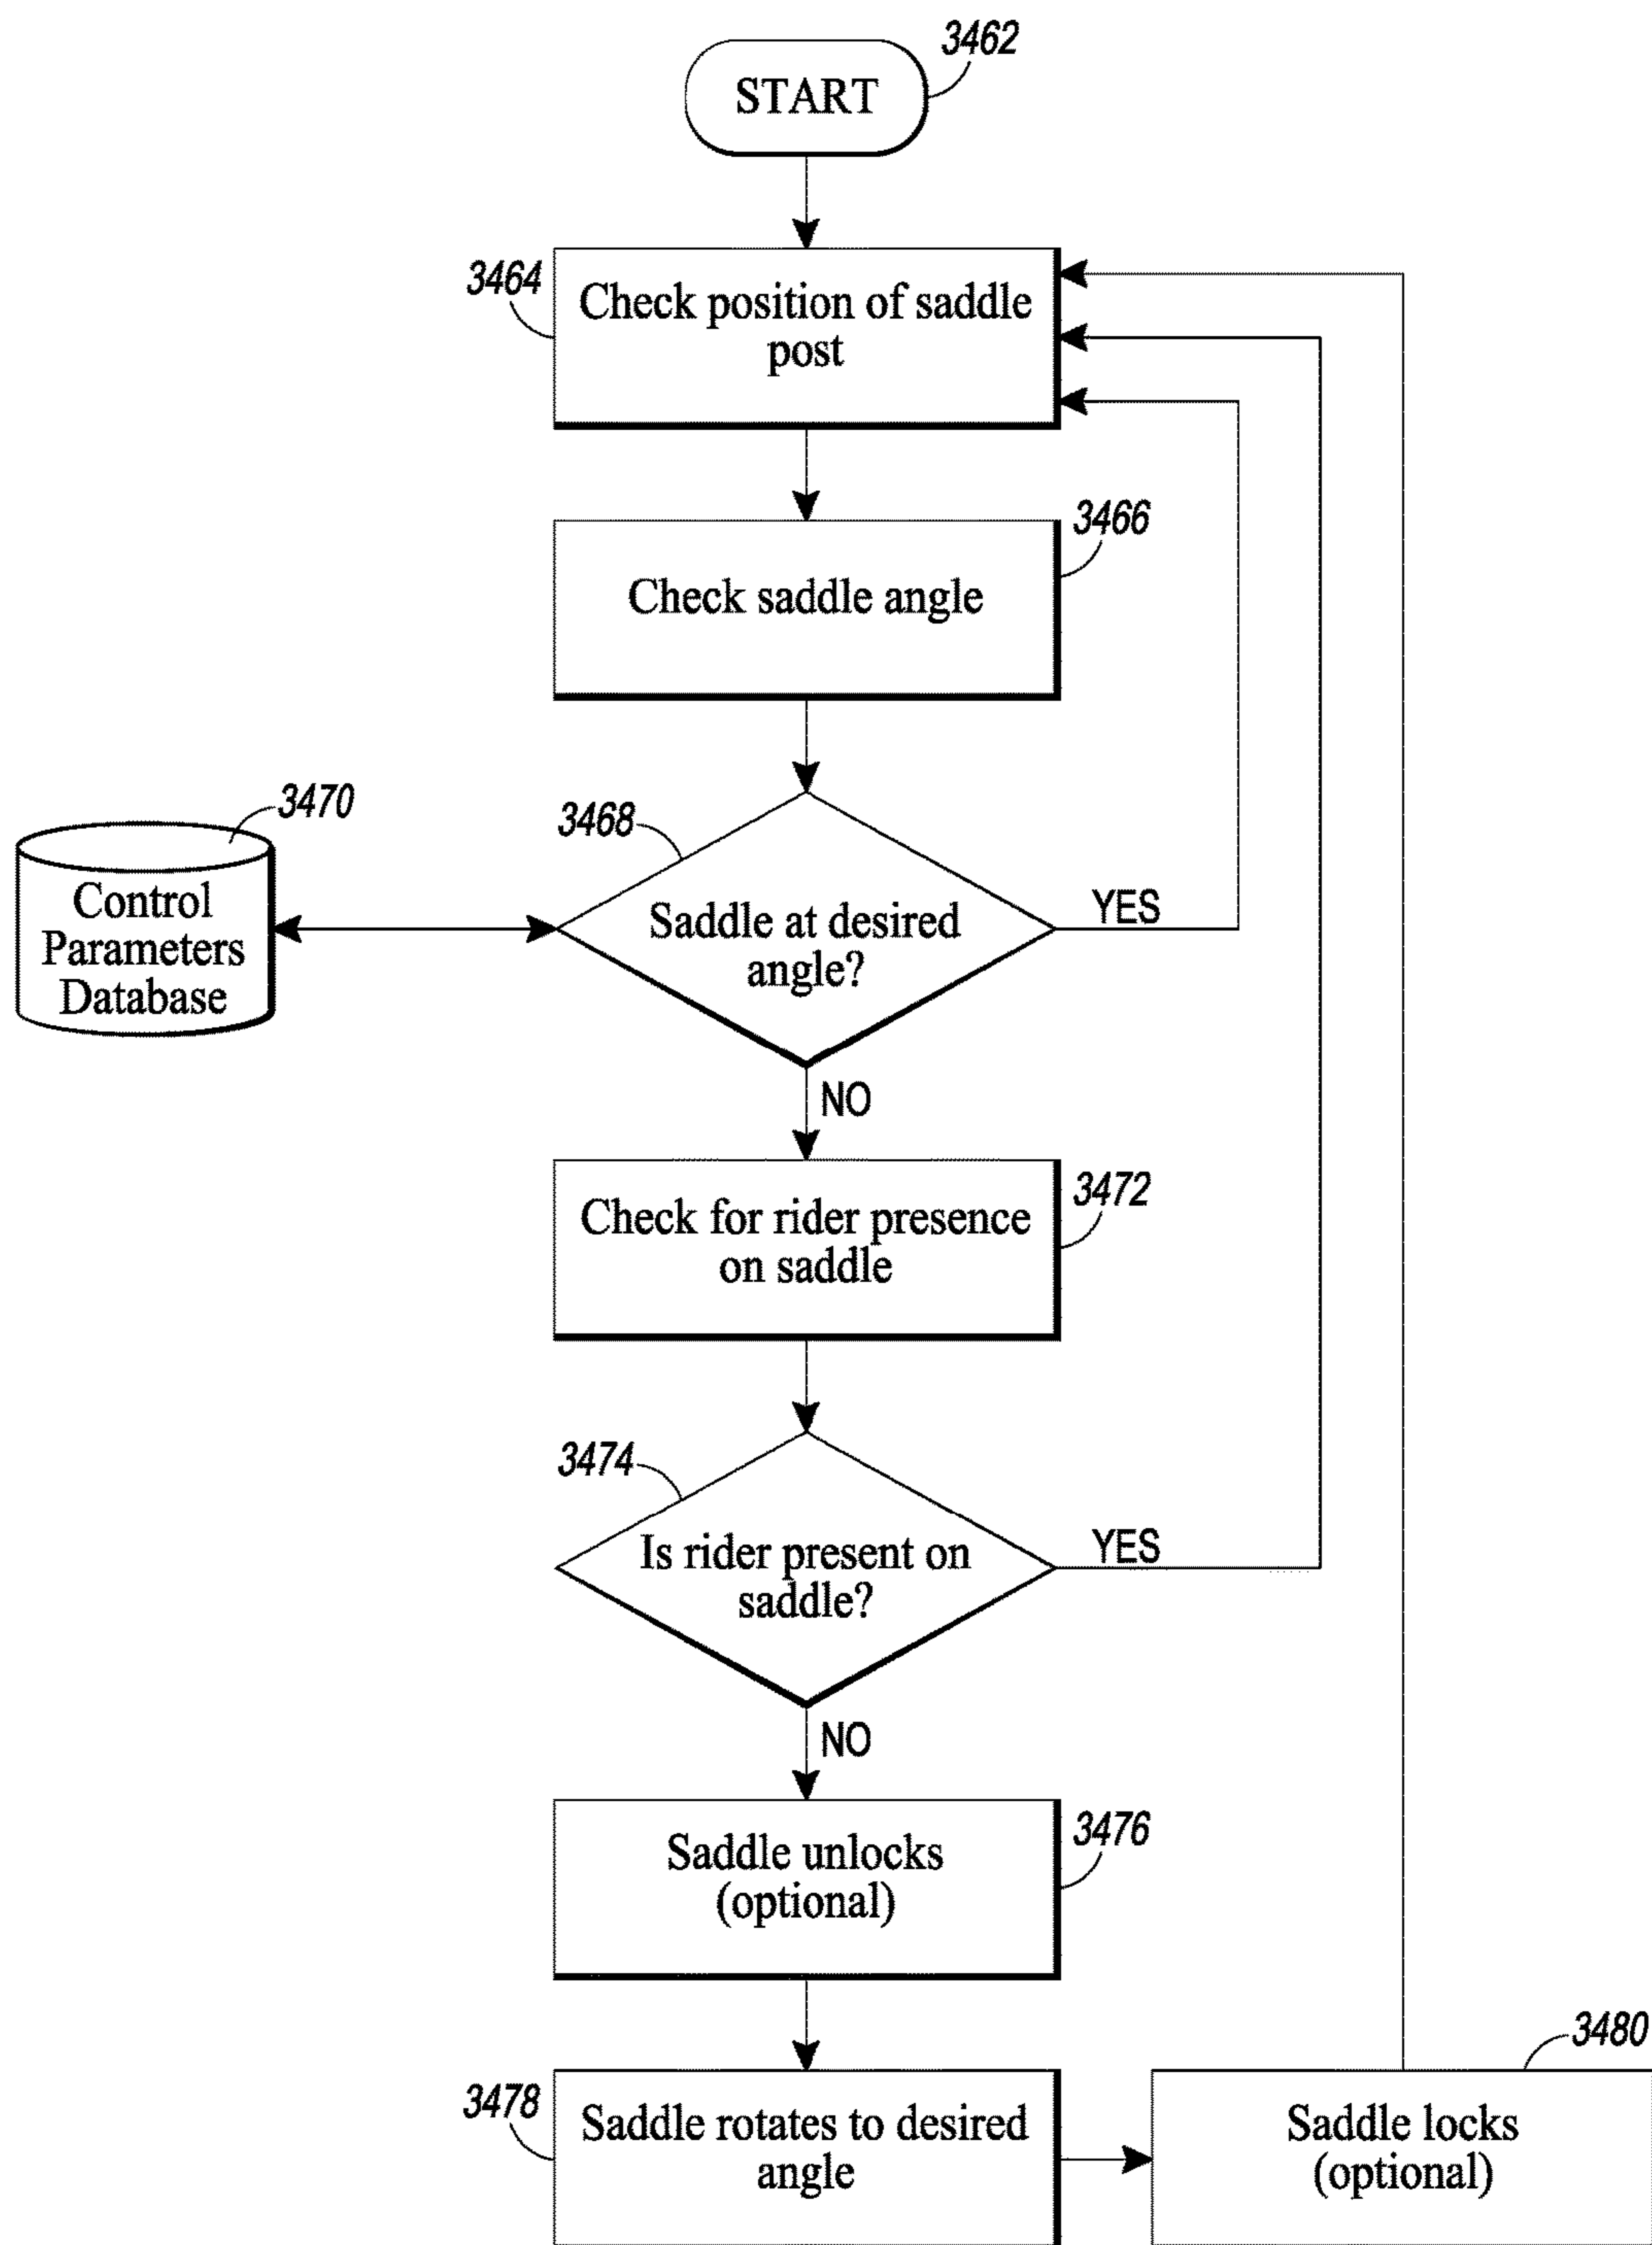 3462
START
3464
Check position of saddle
post
3466
Check saddle angle
3470
Control
Parameters
Database
3468
Saddle at desired
angle?
YES
NO
3472
Check for rider presence
on saddle
3474
Is rider present on
saddle?
YES
NO
3476
Saddle unlocks
(optional)
3478
Saddle rotates to desired
angle
3480
Saddle locks
(optional)